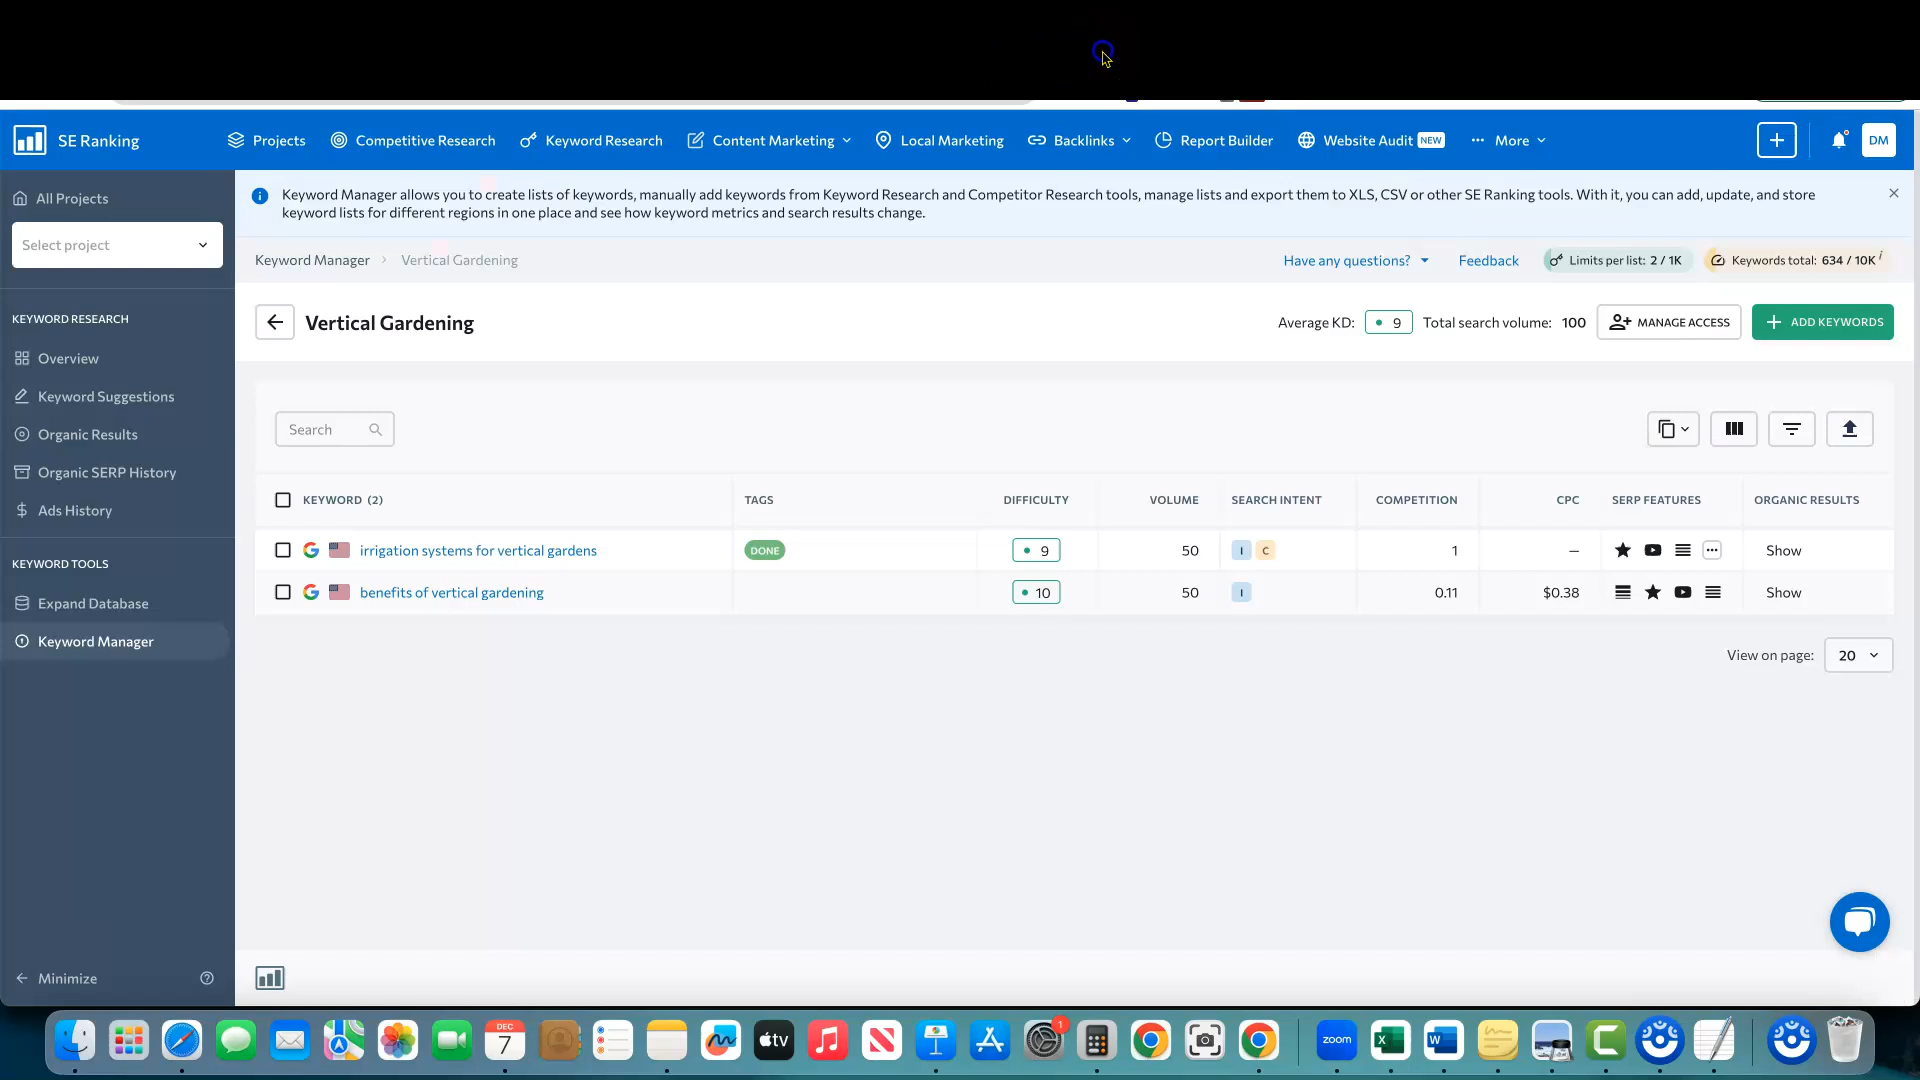 SE Ranking
Projects
Competitive Research
Keyword Research
Content Marketing
Local Marketing
Backlinks
Report Builder
Website Audit NEW
More
DM
All Projects
Select project
KEYWORD RESEARCH
Overview
Keyword Suggestions
Organic Results
Organic SERP History
Ads History
KEYWORD TOOLS
Expand Database
Keyword Manager
Minimize
Keyword Manager allows you to create lists of keywords, manually add keywords from Keyword Research and Competitor Research tools, manage lists and export them to XLS, CSV or other SE Ranking tools. With it, you can add, update, and store
keyword lists for different regions in one place and see how keyword metrics and search results change.
Keyword Manager > Vertical Gardening
Have any questions?
Feedback
Limits per list: 2 / 1K
Keywords total: 634 / 10K i
Vertical Gardening
Average KD: 9
Total search volume: 100
MANAGE ACCESS
+ ADD KEYWORDS
Search
KEYWORD (2) TAGS DIFFICULTY VOLUME SEARCH INTENT COMPETITION CPC SERP FEATURES ORGANIC RESULTS
irrigation systems for vertical gardens DONE 9 50 I C 1 – Show
benefits of vertical gardening 10 50 I 0.11 $0.38 Show
View on page: 20
DEC
7
tv
1
zoom
X
W